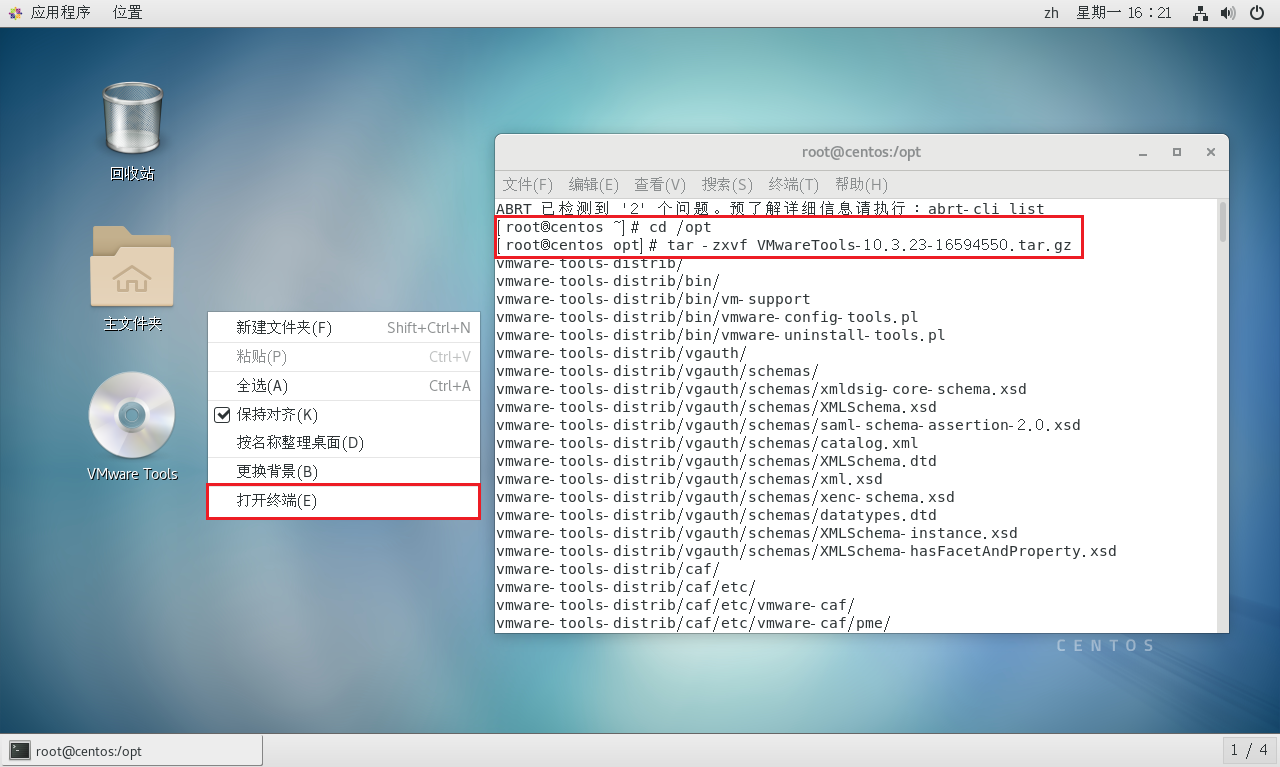 应用程序 位置 zh 星期一 16：21
回收站
主文件夹
VMware Tools
新建文件夹(F) Shift+Ctrl+N
粘贴(P) Ctrl+V
全选(A) Ctrl+A
保持对齐(K)
按名称整理桌面(D)
更换背景(B)
打开终端(E)
root@centos:/opt
文件(F) 编辑(E) 查看(V) 搜索(S) 终端(T) 帮助(H)
ABRT 已检测到 '2' 个问题。预了解详细信息请执行：abrt-cli list
[root@centos ~]# cd /opt
[root@centos opt]# tar -zxvf VMwareTools-10.3.23-16594550.tar.gz
vmware-tools-distrib/
vmware-tools-distrib/bin/
vmware-tools-distrib/bin/vm-support
vmware-tools-distrib/bin/vmware-config-tools.pl
vmware-tools-distrib/bin/vmware-uninstall-tools.pl
vmware-tools-distrib/vgauth/
vmware-tools-distrib/vgauth/schemas/
vmware-tools-distrib/vgauth/schemas/xmldsig-core-schema.xsd
vmware-tools-distrib/vgauth/schemas/XMLSchema.xsd
vmware-tools-distrib/vgauth/schemas/saml-schema-assertion-2.0.xsd
vmware-tools-distrib/vgauth/schemas/catalog.xml
vmware-tools-distrib/vgauth/schemas/XMLSchema.dtd
vmware-tools-distrib/vgauth/schemas/xml.xsd
vmware-tools-distrib/vgauth/schemas/xenc-schema.xsd
vmware-tools-distrib/vgauth/schemas/datatypes.dtd
vmware-tools-distrib/vgauth/schemas/XMLSchema-instance.xsd
vmware-tools-distrib/vgauth/schemas/XMLSchema-hasFacetAndProperty.xsd
vmware-tools-distrib/caf/
vmware-tools-distrib/caf/etc/
vmware-tools-distrib/caf/etc/vmware-caf/
vmware-tools-distrib/caf/etc/vmware-caf/pme/
CENTOS
root@centos:/opt 1 / 4